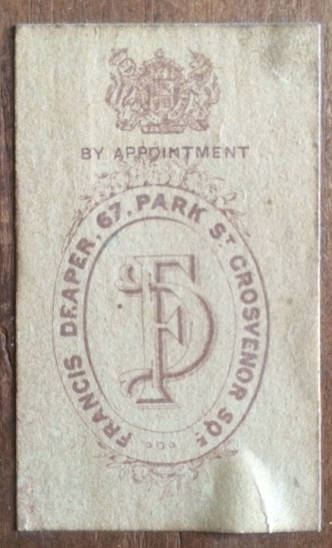 BY APPOINTMENT
FRANCIS DRAPER. 67. PARK ST GROSVENOR SQE
FD